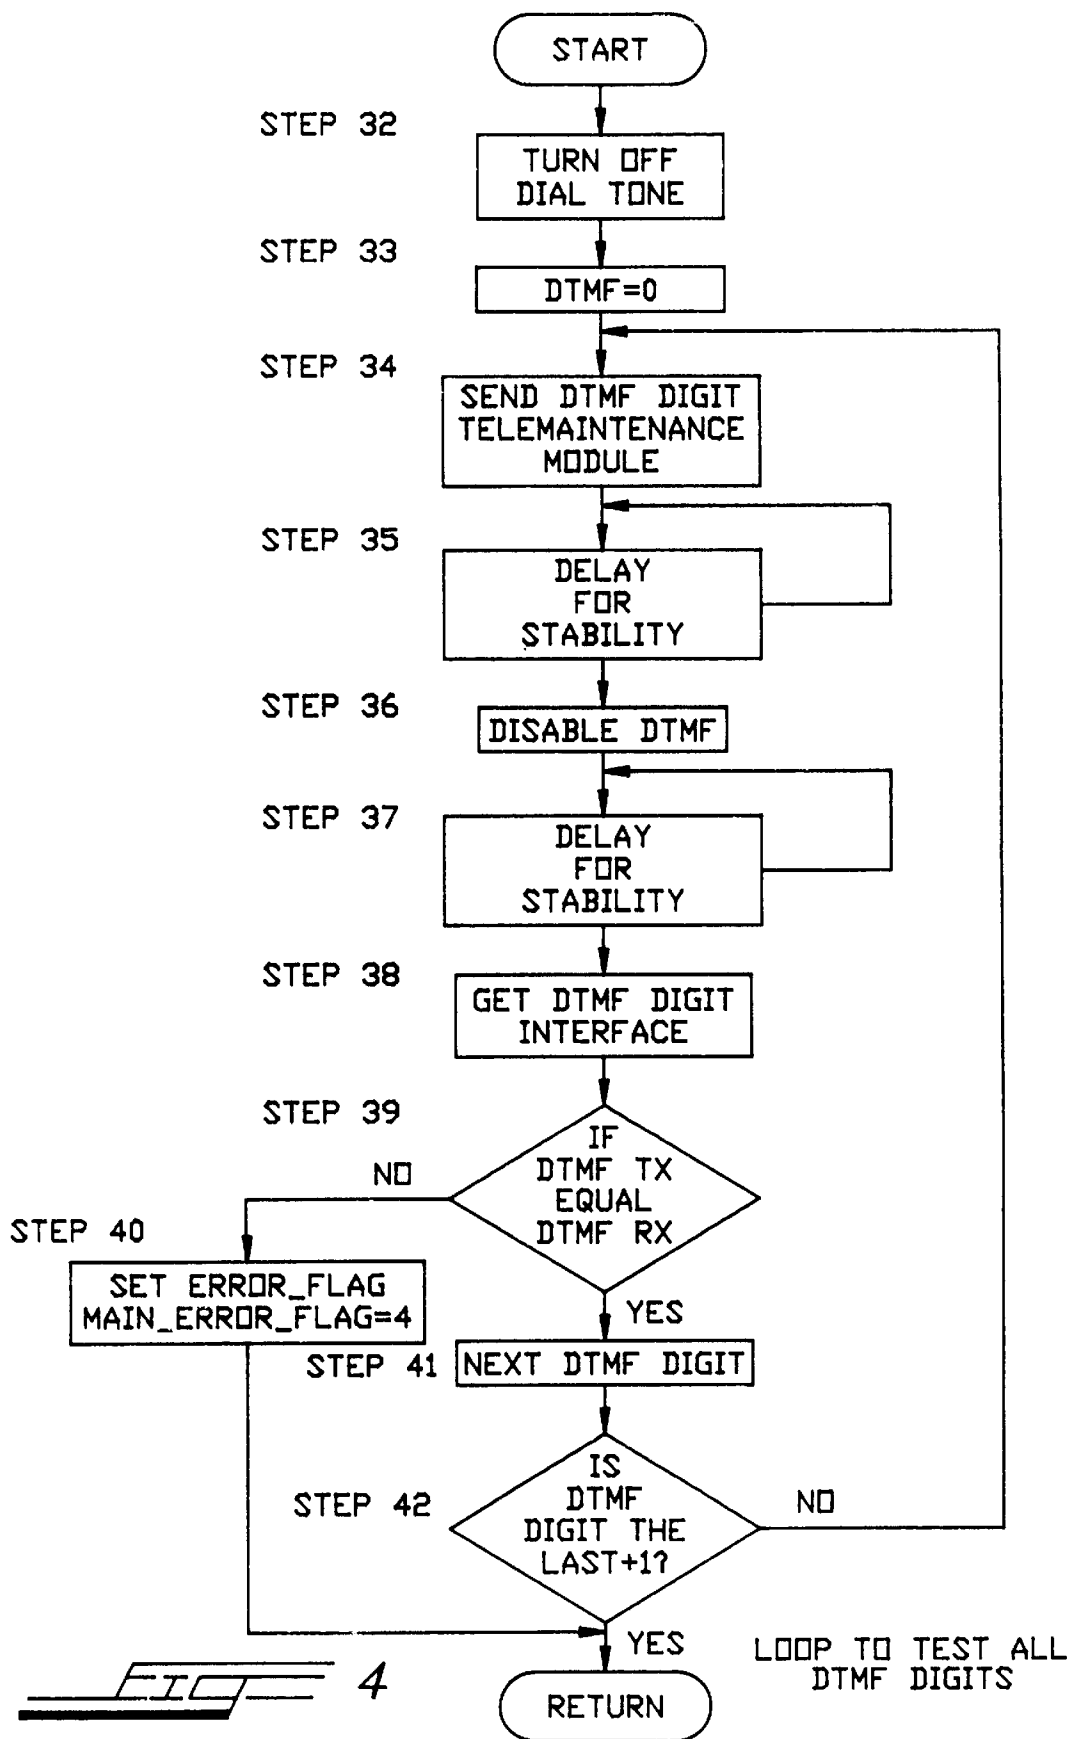 START
STEP 32
TURN OFF
DIAL TONE
STEP 33
DTMF=0
STEP 34
SEND DTMF DIGIT
TELEMAINTENANCE
MODULE
STEP 35
DELAY
FOR
STABILITY
STEP 36
DISABLE DTMF
STEP 37
DELAY
FOR
STABILITY
STEP 38
GET DTMF DIGIT
INTERFACE
STEP 39
IF
DTMF TX
EQUAL
DTMF RX
NO
STEP 40
SET ERROR_FLAG
MAIN_ERROR_FLAG=4
YES
STEP 41
NEXT DTMF DIGIT
STEP 42
IS
DTMF
DIGIT THE
LAST+1?
NO
YES
LOOP TO TEST ALL
DTMF DIGITS
RETURN
FIG 4